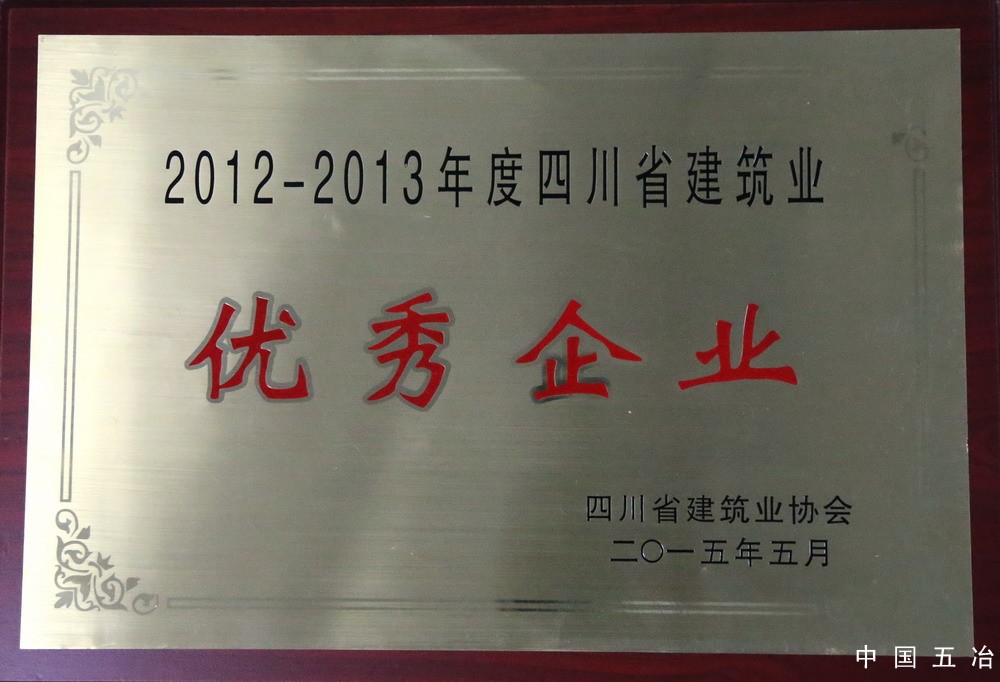 2012-2013年度四川省建筑业
优秀企业
四川省建筑业协会
二〇一五年五月
中国五冶